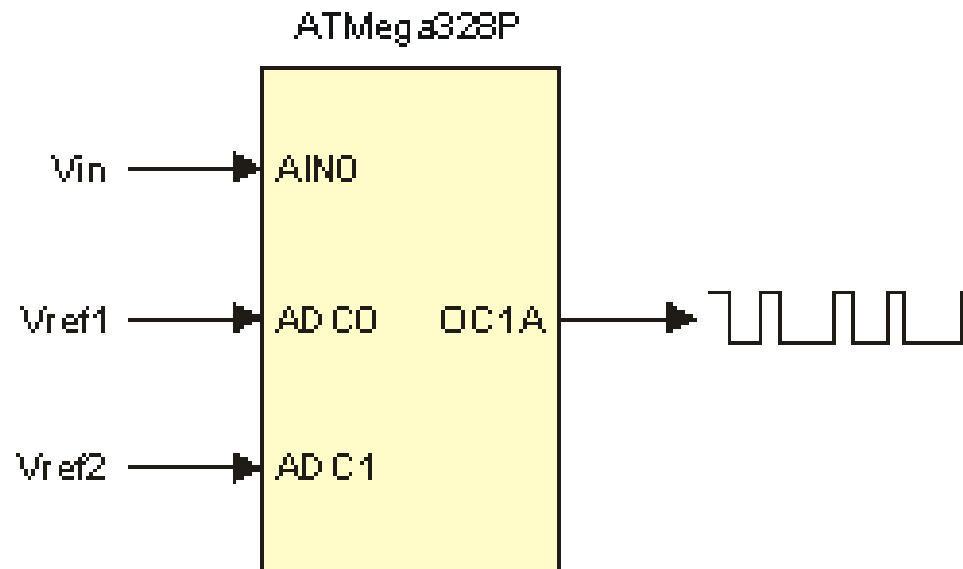 ATMega328P
Vin
AIN0
Vref1
ADC0
OC1A
Vref2
ADC1